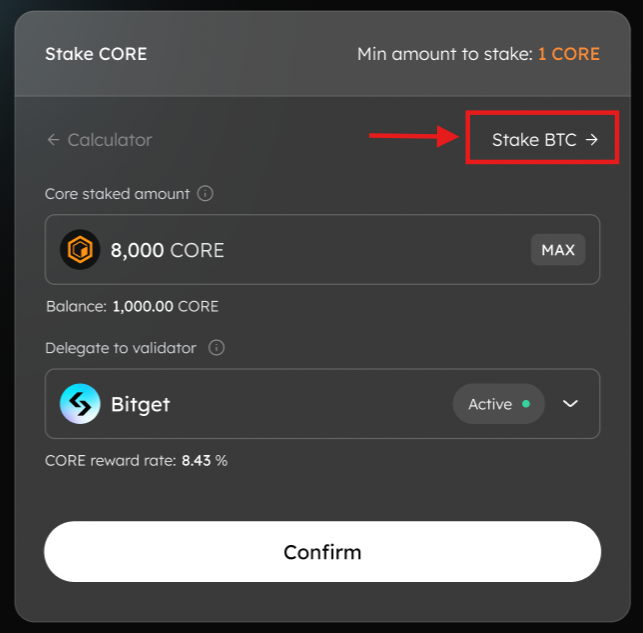 Stake CORE
Min amount to stake: 1 CORE
← Calculator
Stake BTC →
Core staked amount
8,000 CORE
MAX
Balance: 1,000.00 CORE
Delegate to validator
Bitget
Active
CORE reward rate: 8.43 %
Confirm